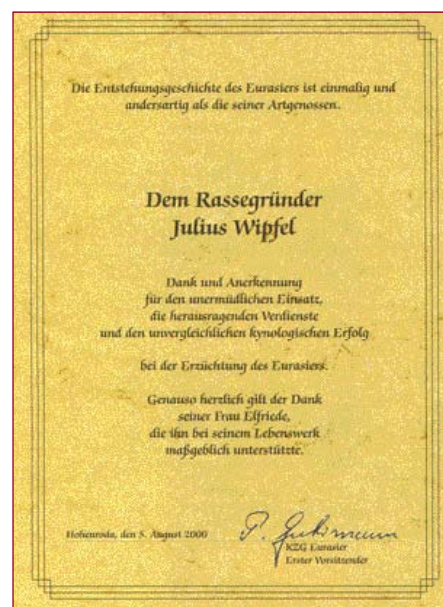 Die Entstehungsgeschichte des Eurasiers ist einmalig und
andersartig als die seiner Artgenossen.
Dem Rassegründer
Julius Wipfel
Dank und Anerkennung
für den unermüdlichen Einsatz,
die herausragenden Verdienste
und den unvergleichlichen kynologischen Erfolg
bei der Erzüchtung des Eurasiers.
Genauso herzlich gilt der Dank
seiner Frau Elfriede,
die ihn bei seinem Lebenswerk
maßgeblich unterstützte.
Hohenroda, den 5. August 2000
KZG Eurasier
Erster Vorsitzender